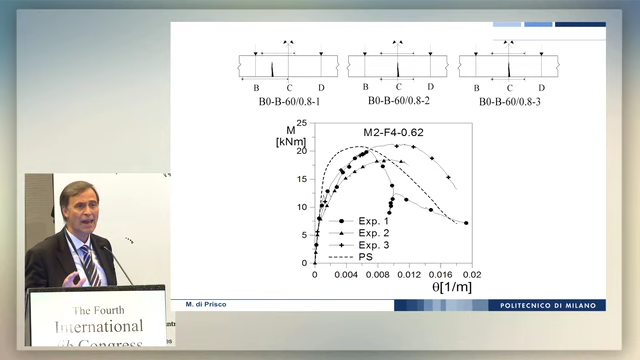 B C D
B C D
B C D
B0-B-60/0.8-1
B0-B-60/0.8-2
B0-B-60/0.8-3
M
[kNm]
M2-F4-0.62
25
20
15
10
5
0
Exp. 1
Exp. 2
Exp. 3
PS
0 0.004 0.008 0.012 0.016 0.02
θ[1/m]
M. di Prisco
POLITECNICO DI MILANO
The Fourth
International
Congress